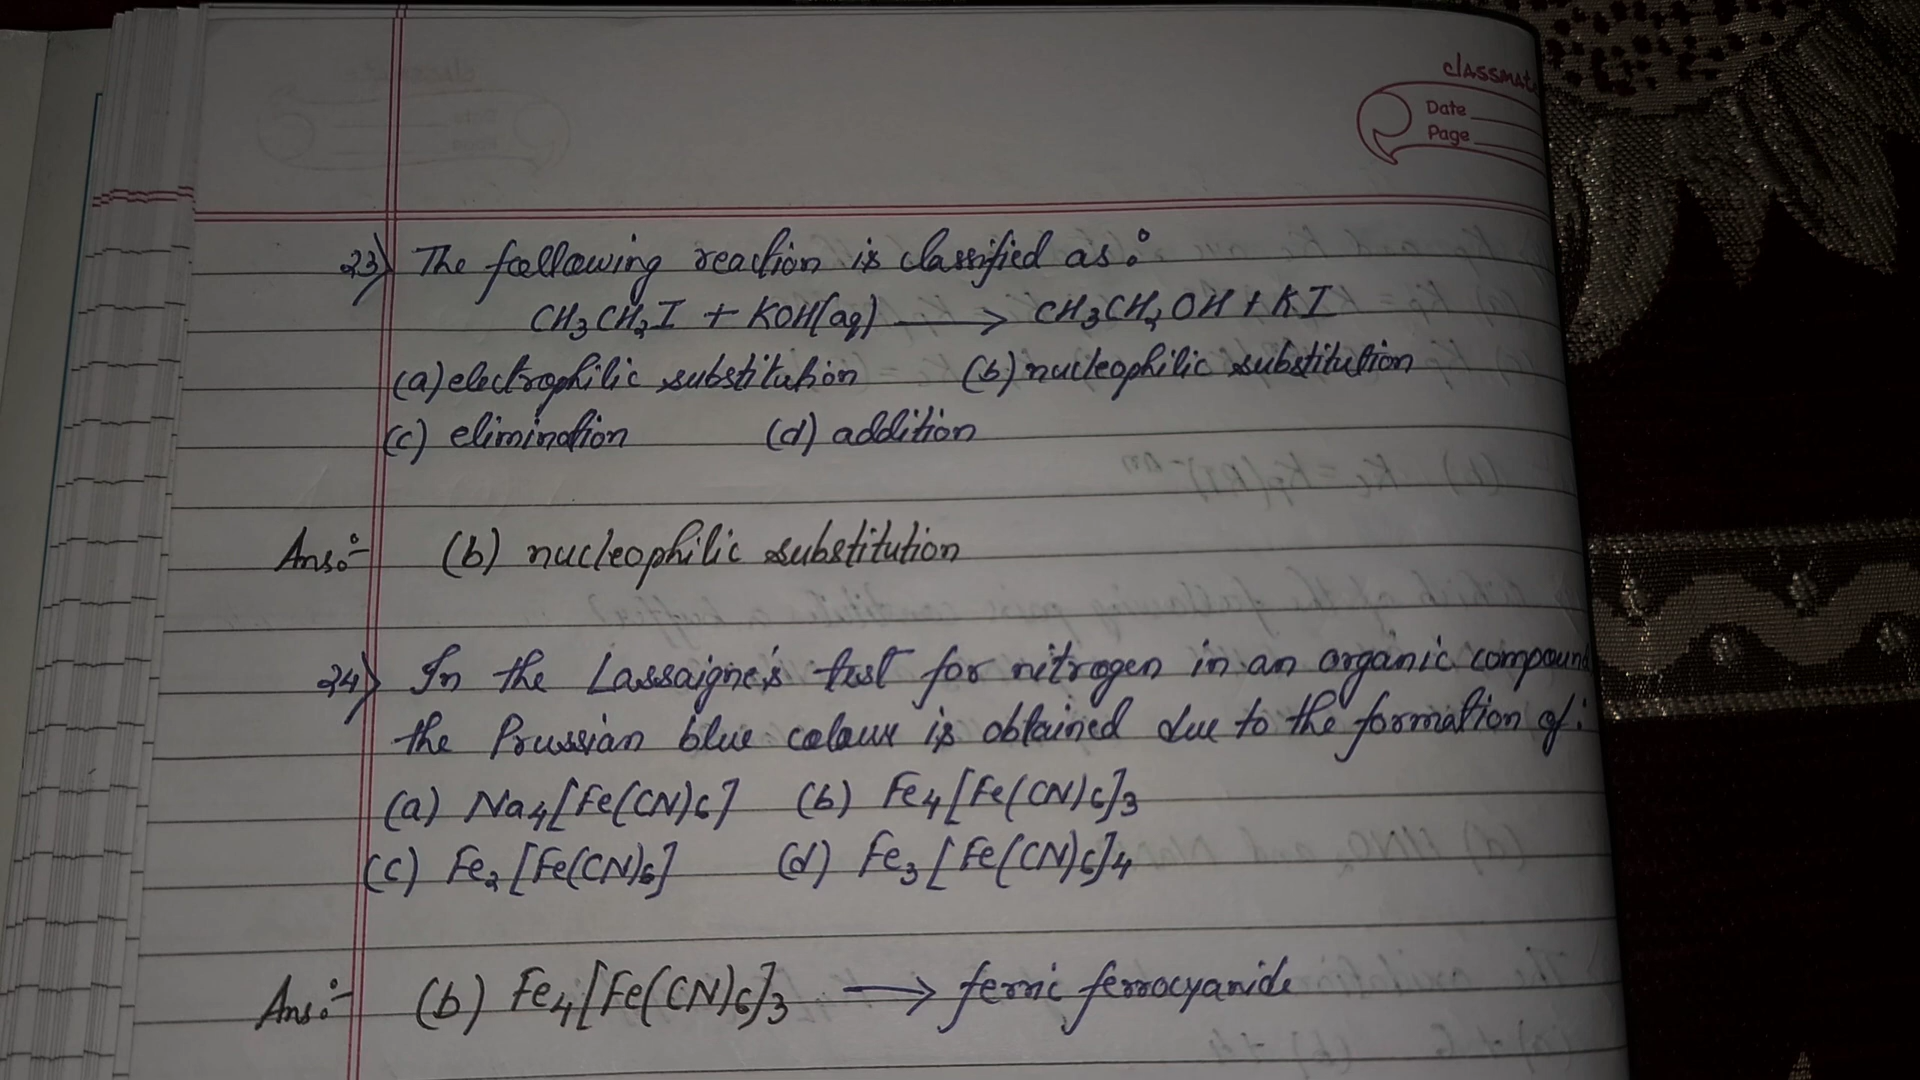 classmate
Date
Page
23) The following reaction is classified as :
CH₃CH₂I + KOH(aq) ⟶ CH₃CH₂OH + KI
(a) electrophilic substitution (b) nucleophilic substitution
(c) elimination (d) addition
Ans:- (b) nucleophilic substitution
24) In the Lassaigne's test for nitrogen in an organic compound
the Prussian blue colour is obtained due to the formation of :
(a) Na₄[Fe(CN)₆] (b) Fe₄[Fe(CN)₆]₃
(c) Fe₂[Fe(CN)₆] (d) Fe₃[Fe(CN)₆]₄
Ans:- (b) Fe₄[Fe(CN)₆]₃ ⟶ ferric ferrocyanide